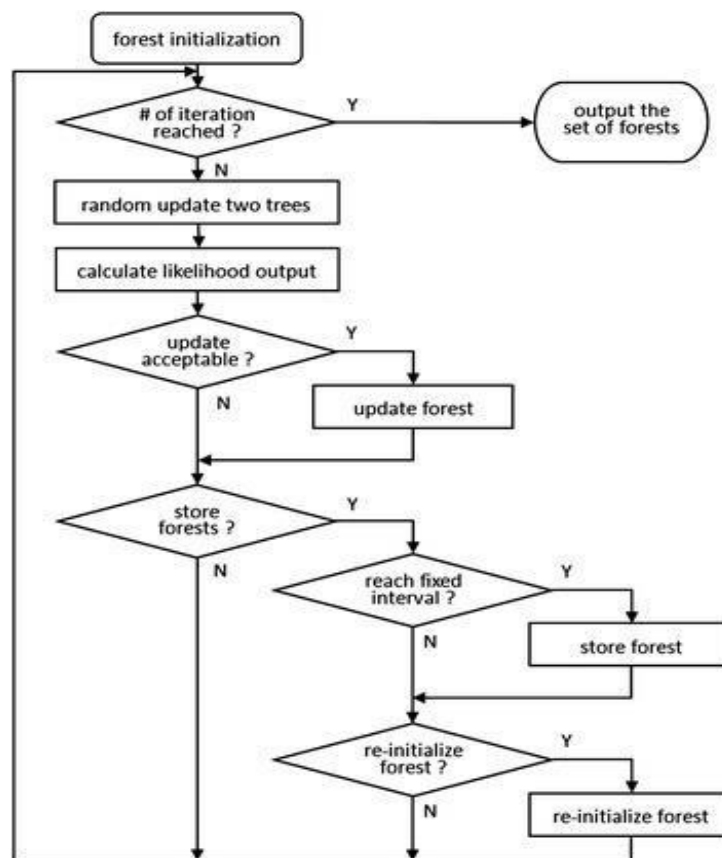 forest initialization
# of iteration
reached ?
Y
output the
set of forests
N
random update two trees
calculate likelihood output
update
acceptable ?
Y
N
update forest
store
forests ?
Y
N
reach fixed
interval ?
Y
N
store forest
re-initialize
forest ?
Y
N
re-initialize forest